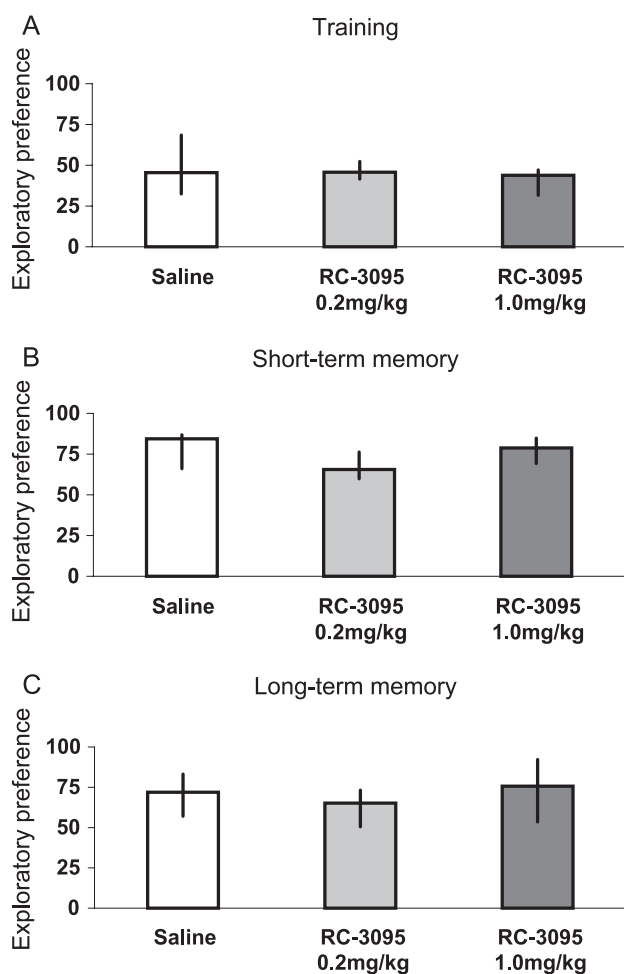 A
Training
Exploratory preference
100
75
50
25
0
Saline
RC-3095
0.2mg/kg
RC-3095
1.0mg/kg
B
Short-term memory
Exploratory preference
100
75
50
25
0
Saline
RC-3095
0.2mg/kg
RC-3095
1.0mg/kg
C
Long-term memory
Exploratory preference
100
75
50
25
0
Saline
RC-3095
0.2mg/kg
RC-3095
1.0mg/kg